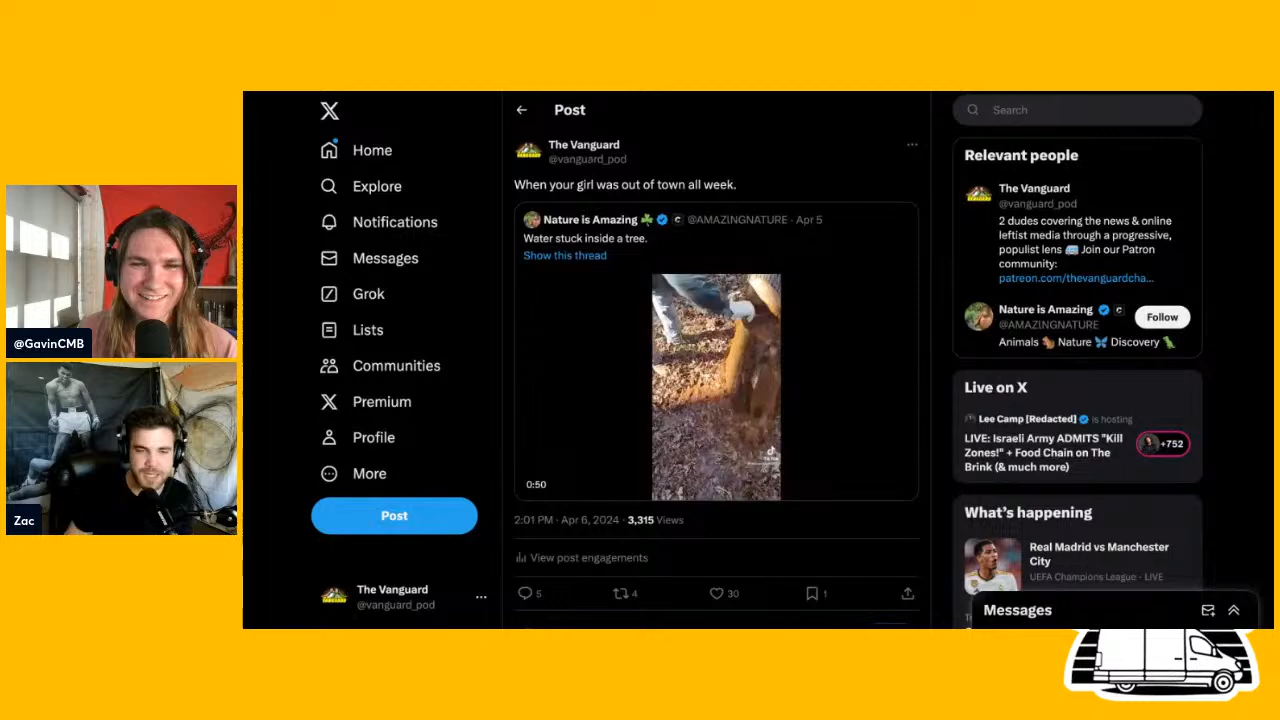 @GavinCMB
Zac
Home
Explore
Notifications
Messages
Grok
Lists
Communities
Premium
Profile
More
Post
The Vanguard
@vanguard_pod
Post
The Vanguard
@vanguard_pod
When your girl was out of town all week.
Nature is Amazing @AMAZINGNATURE · Apr 5
Water stuck inside a tree.
Show this thread
0:50
2:01 PM · Apr 6, 2024 · 3,315 Views
View post engagements
5 4 30 1
Search
Relevant people
The Vanguard
@vanguard_pod
2 dudes covering the news & online
leftist media through a progressive,
populist lens Join our Patron
community:
patreon.com/thevanguardcha...
Nature is Amazing
@AMAZINGNATURE
Follow
Animals Nature Discovery
Live on X
Lee Camp [Redacted] is hosting
LIVE: Israeli Army ADMITS "Kill
Zones!" + Food Chain on The
Brink (& much more)
+752
What's happening
Real Madrid vs Manchester
City
UEFA Champions League · LIVE
Messages